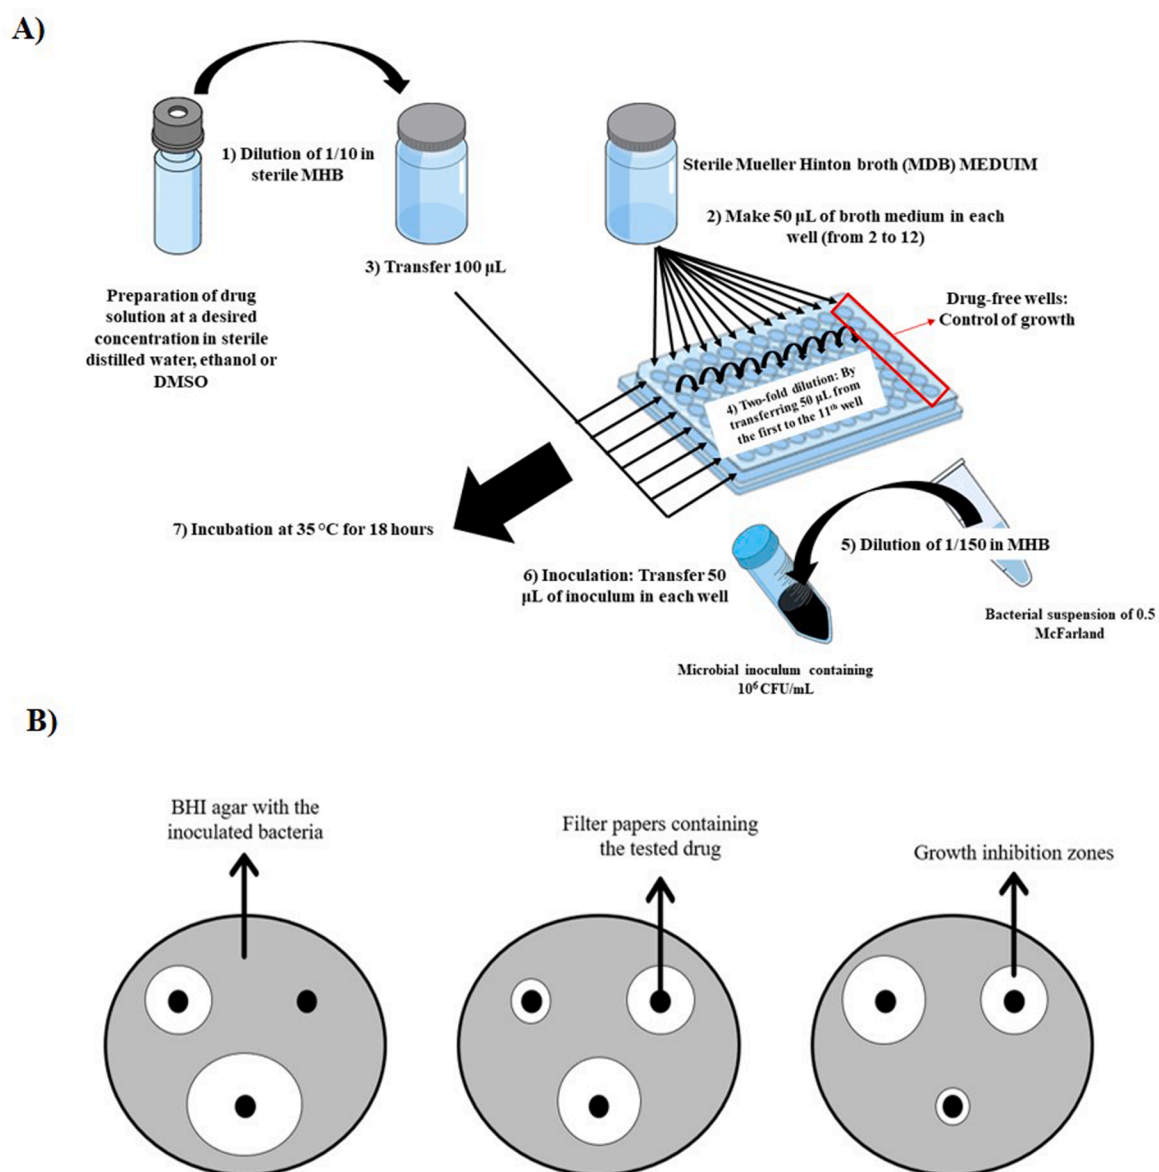 A)
1) Dilution of 1/10 in
sterile MHB
Sterile Mueller Hinton broth (MDB) MEDUIM
2) Make 50 µL of broth medium in each
well (from 2 to 12)
3) Transfer 100 µL
Preparation of drug
solution at a desired
concentration in sterile
distilled water, ethanol or
DMSO
Drug-free wells:
Control of growth
4) Two-fold dilution: By
transferring 50 µL from
the first to the 11th well
7) Incubation at 35 °C for 18 hours
5) Dilution of 1/150 in MHB
6) Inoculation: Transfer 50
µL of inoculum in each well
Bacterial suspension of 0.5
McFarland
Microbial inoculum containing
10⁶ CFU/mL
B)
BHI agar with the
inoculated bacteria
Filter papers containing
the tested drug
Growth inhibition zones